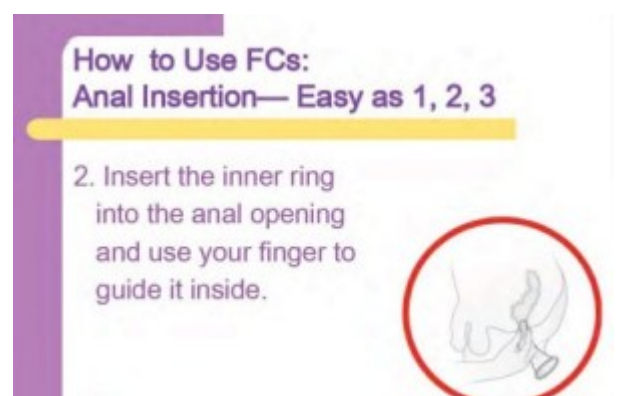 How to Use FCs:
Anal Insertion— Easy as 1, 2, 3
2. Insert the inner ring
into the anal opening
and use your finger to
guide it inside.